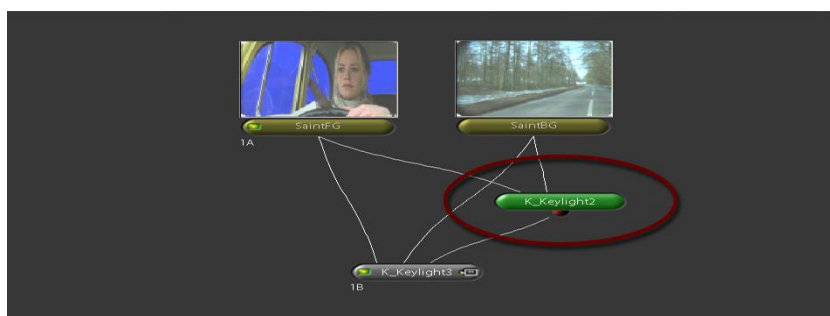 SaintFG
SaintBG
1A
K_Keylight2
K_Keylight3
1B